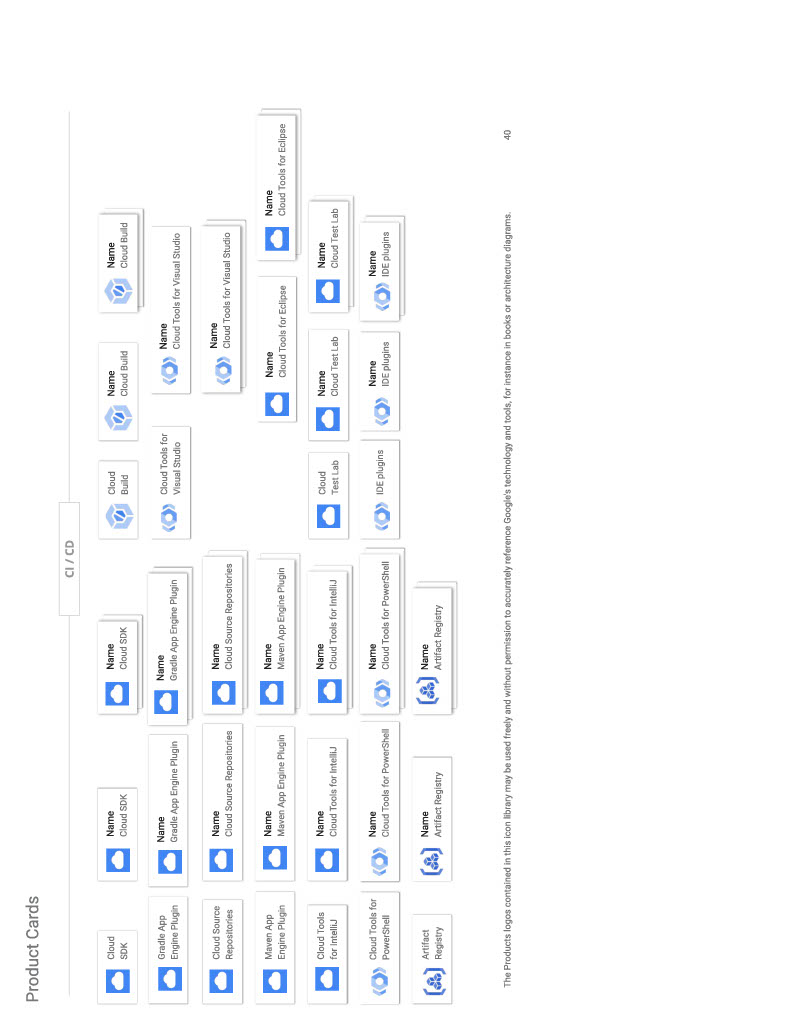 Product Cards
CI / CD
Cloud
SDK
Name
Cloud SDK
Name
Cloud SDK
Cloud
Build
Name
Cloud Build
Name
Cloud Build
Gradle App
Engine Plugin
Name
Gradle App Engine Plugin
Name
Gradle App Engine Plugin
Cloud Tools for
Visual Studio
Name
Cloud Tools for Visual Studio
Cloud Source
Repositories
Name
Cloud Source Repositories
Name
Cloud Source Repositories
Name
Cloud Tools for Visual Studio
Maven App
Engine Plugin
Name
Maven App Engine Plugin
Name
Maven App Engine Plugin
Name
Cloud Tools for Eclipse
Name
Cloud Tools for Eclipse
Cloud Tools
for IntelliJ
Name
Cloud Tools for IntelliJ
Name
Cloud Tools for IntelliJ
Cloud
Test Lab
Name
Cloud Test Lab
Name
Cloud Test Lab
Cloud Tools for
PowerShell
Name
Cloud Tools for PowerShell
Name
Cloud Tools for PowerShell
IDE plugins
Name
IDE plugins
Name
IDE plugins
Artifact
Registry
Name
Artifact Registry
Name
Artifact Registry
The Products logos contained in this icon library may be used freely and without permission to accurately reference Google's technology and tools, for instance in books or architecture diagrams.
40